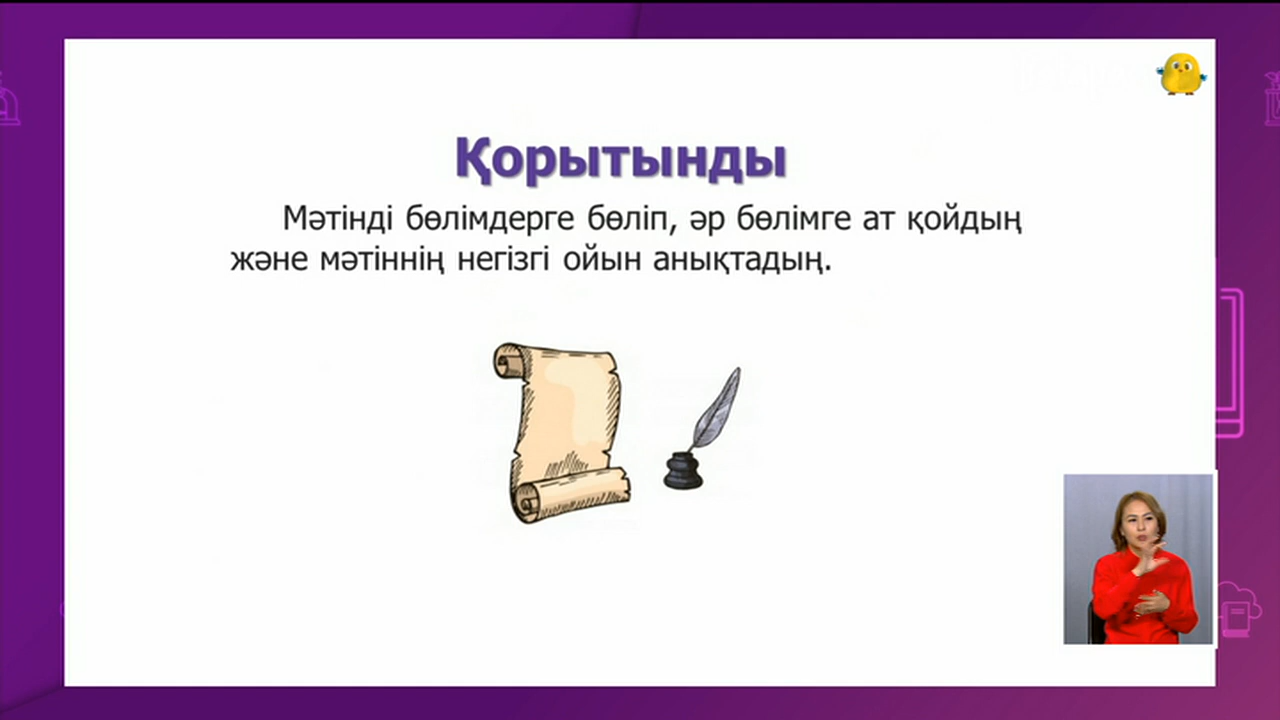 Қорытынды
Мәтінді бөлімдерге бөліп, әр бөлімге ат қойдың
және мәтіннің негізгі ойын анықтадың.